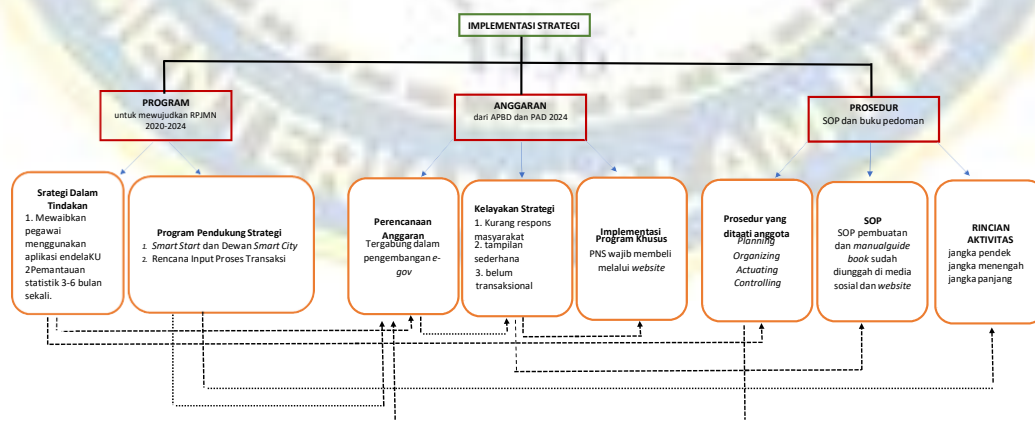 IMPLEMENTASI STRATEGI
PROGRAM
untuk mewujudkan RPJMN
2020-2024
ANGGARAN
dari APBD dan PAD 2024
PROSEDUR
SOP dan buku pedoman
Srategi Dalam
Tindakan
1. Mewaibkan
pegawai
menggunakan
aplikasi endelaKU
2Pemantauan
statistik 3-6 bulan
sekali.
Program Pendukung Strategi
1. Smart Start dan Dewan Smart City
2. Rencana Input Proses Transaksi
Perencanaan
Anggaran
Tergabung dalam
pengembangan e-
gov
Kelayakan Strategi
1. Kurang respons
masyarakat
2. tampilan
sederhana
3. belum
transaksional
Implementasi
Program Khusus
PNS wajib membeli
melalui website
Prosedur yang
ditaati anggota
Planning
Organizing
Actuating
Controlling
SOP
SOP pembuatan
dan manualguide
book sudah
diunggah di media
sosial dan website
RINCIAN
AKTIVITAS
jangka pendek
jangka menengah
jangka panjang